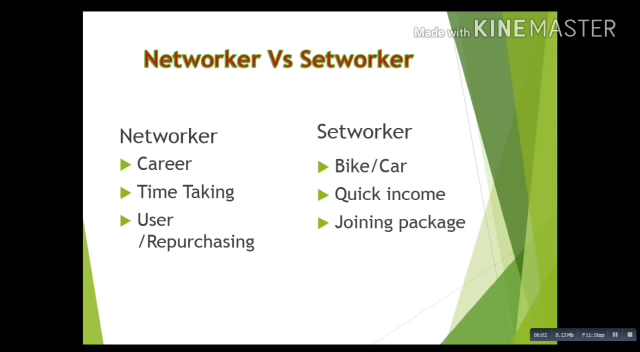 Made with KINEMASTER
Networker Vs Setworker
Networker
Career
Time Taking
User
/Repurchasing
Setworker
Bike/Car
Quick income
Joining package